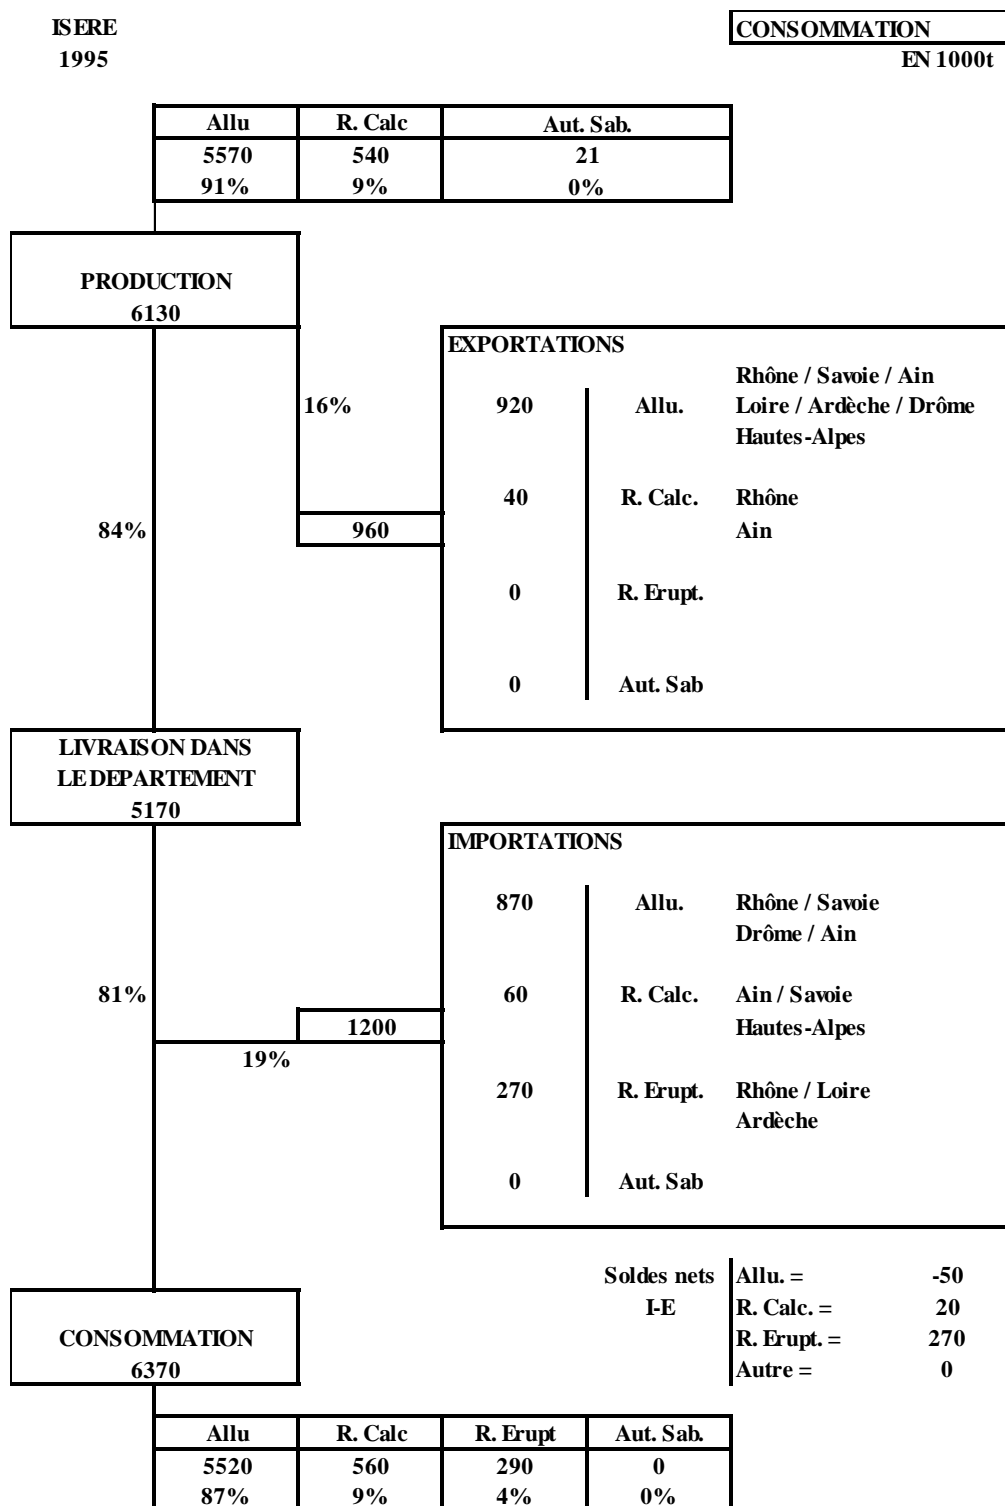 ISERE
CONSOMMATION
1995
EN 1000t
Allu R. Calc Aut. Sab.
5570 540 21
91% 9% 0%
PRODUCTION
6130
EXPORTATIONS
Rhône / Savoie / Ain
16% 920 Allu. Loire / Ardèche / Drôme
Hautes-Alpes
40 R. Calc. Rhône
84% 960 Ain
0 R. Erupt.
0 Aut. Sab
LIVRAISON DANS
LE DEPARTEMENT
5170
IMPORTATIONS
870 Allu. Rhône / Savoie
Drôme / Ain
81% 60 R. Calc. Ain / Savoie
1200 Hautes-Alpes
19%
270 R. Erupt. Rhône / Loire
Ardèche
0 Aut. Sab
Soldes nets Allu. = -50
I-E R. Calc. = 20
CONSOMMATION R. Erupt. = 270
6370 Autre = 0
Allu R. Calc R. Erupt Aut. Sab.
5520 560 290 0
87% 9% 4% 0%